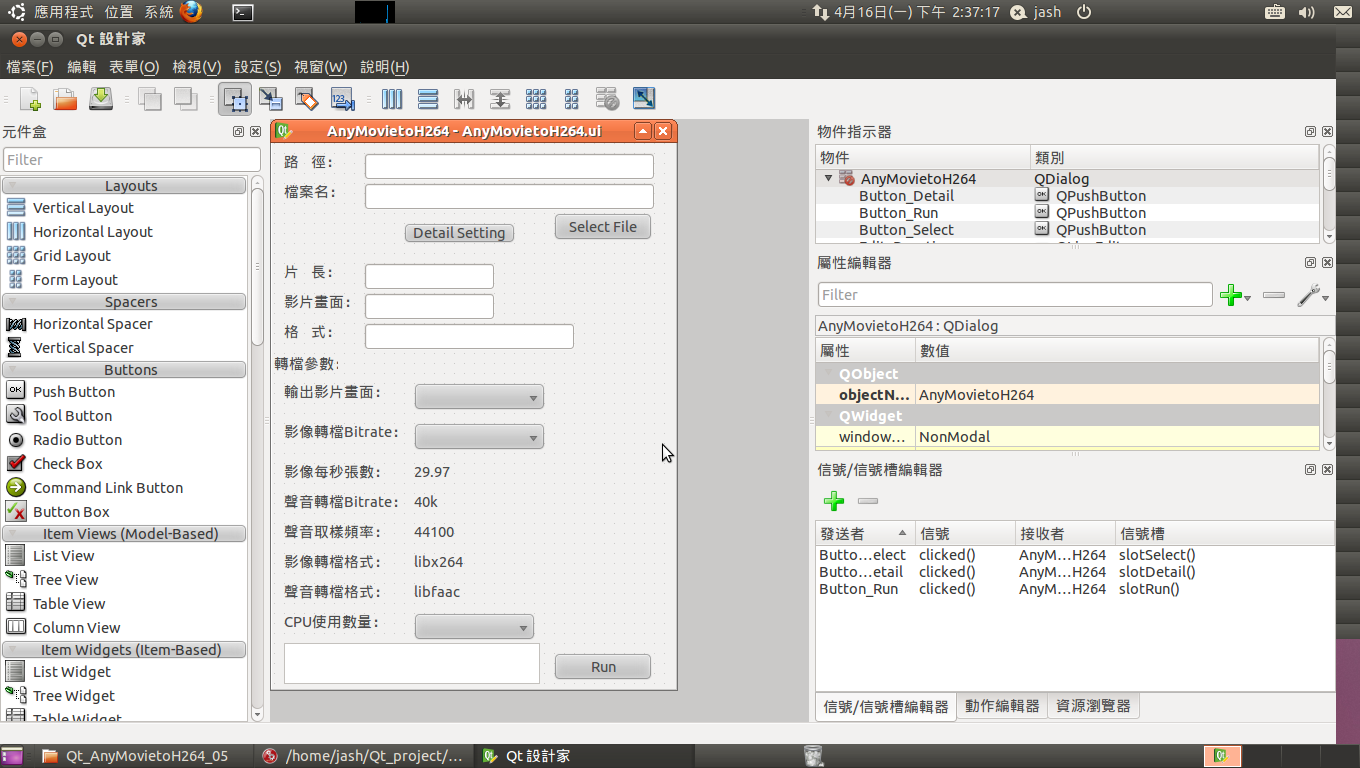 應用程式 位置 系統 4月16日(一) 下午 2:37:17 jash
Qt 設計家
檔案(F) 編輯 表單(O) 檢視(V) 設定(S) 視窗(W) 說明(H)
元件盒
Filter
Layouts
Vertical Layout
Horizontal Layout
Grid Layout
Form Layout
Spacers
Horizontal Spacer
Vertical Spacer
Buttons
Push Button
Tool Button
Radio Button
Check Box
Command Link Button
Button Box
Item Views (Model-Based)
List View
Tree View
Table View
Column View
Item Widgets (Item-Based)
List Widget
Tree Widget
Table Widget
AnyMovietoH264 - AnyMovietoH264.ui
路 徑:
檔案名:
Detail Setting
Select File
片 長:
影片畫面:
格 式:
轉檔參數:
輸出影片畫面:
影像轉檔Bitrate:
影像每秒張數: 29.97
聲音轉檔Bitrate: 40k
聲音取樣頻率: 44100
影像轉檔格式: libx264
聲音轉檔格式: libfaac
CPU使用數量:
Run
物件指示器
物件 類別
AnyMovietoH264 QDialog
Button_Detail QPushButton
Button_Run QPushButton
Button_Select QPushButton
屬性編輯器
Filter
AnyMovietoH264 : QDialog
屬性 數值
QObject
objectN... AnyMovietoH264
QWidget
window... NonModal
信號/信號槽編輯器
發送者 信號 接收者 信號槽
Butto...elect clicked() AnyM...H264 slotSelect()
Butto...etail clicked() AnyM...H264 slotDetail()
Button_Run clicked() AnyM...H264 slotRun()
信號/信號槽編輯器 動作編輯器 資源瀏覽器
Qt_AnyMovietoH264_05 /home/jash/Qt_project/... Qt 設計家